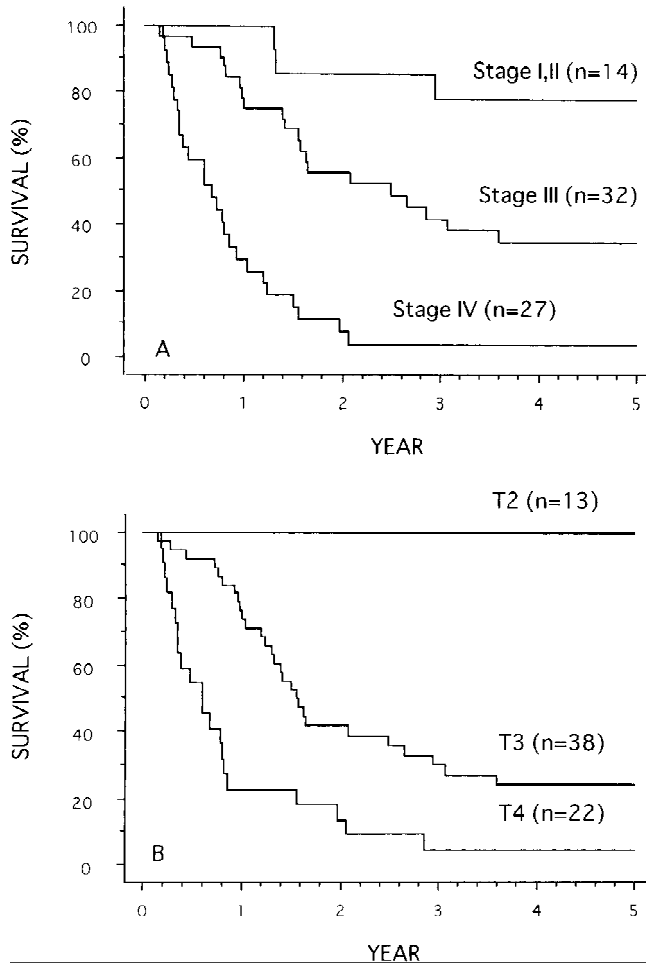 100
80
60
40
20
0
SURVIVAL (%)
Stage I,II (n=14)
Stage III (n=32)
Stage IV (n=27)
A
0 1 2 3 4 5
YEAR
T2 (n=13)
100
80
60
40
20
0
SURVIVAL (%)
T3 (n=38)
T4 (n=22)
B
0 1 2 3 4 5
YEAR